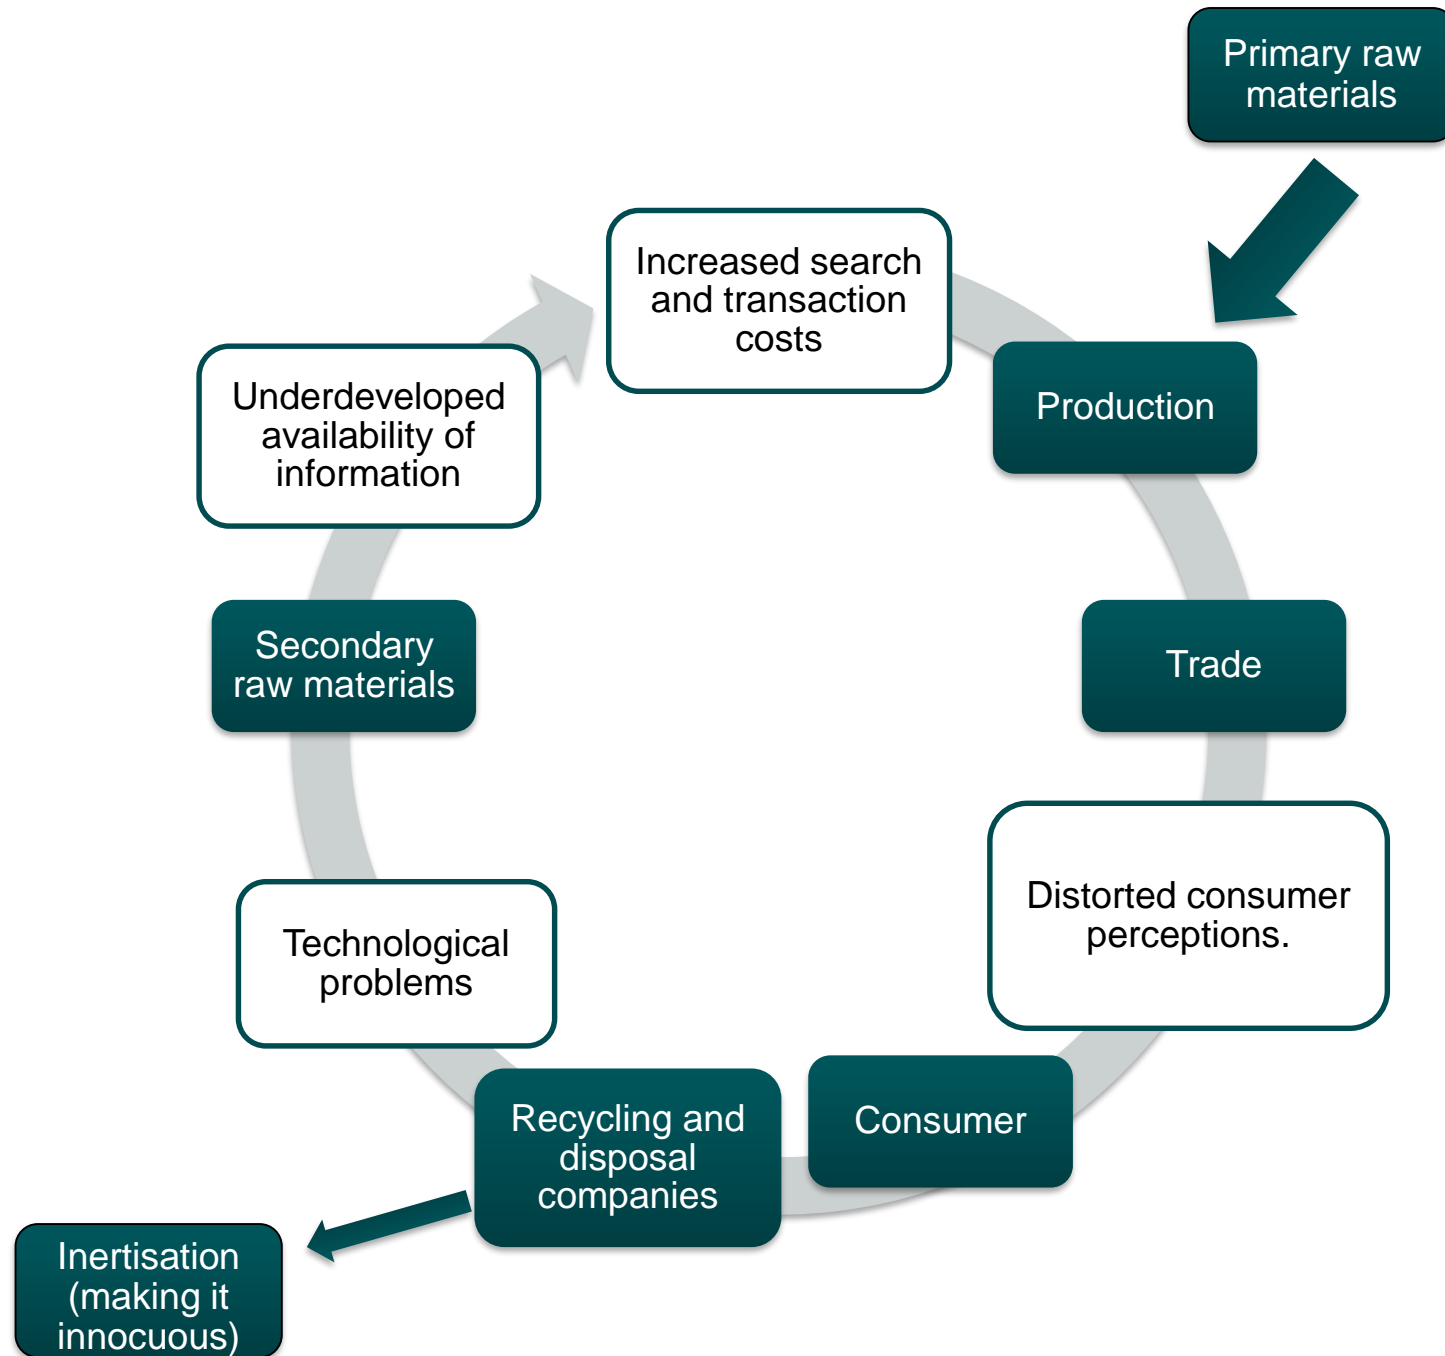 Primary raw
materials
Increased search
and transaction
costs
Production
Trade
Distorted consumer
perceptions.
Consumer
Recycling and
disposal
companies
Inertisation
(making it
innocuous)
Technological
problems
Secondary
raw materials
Underdeveloped
availability of
information